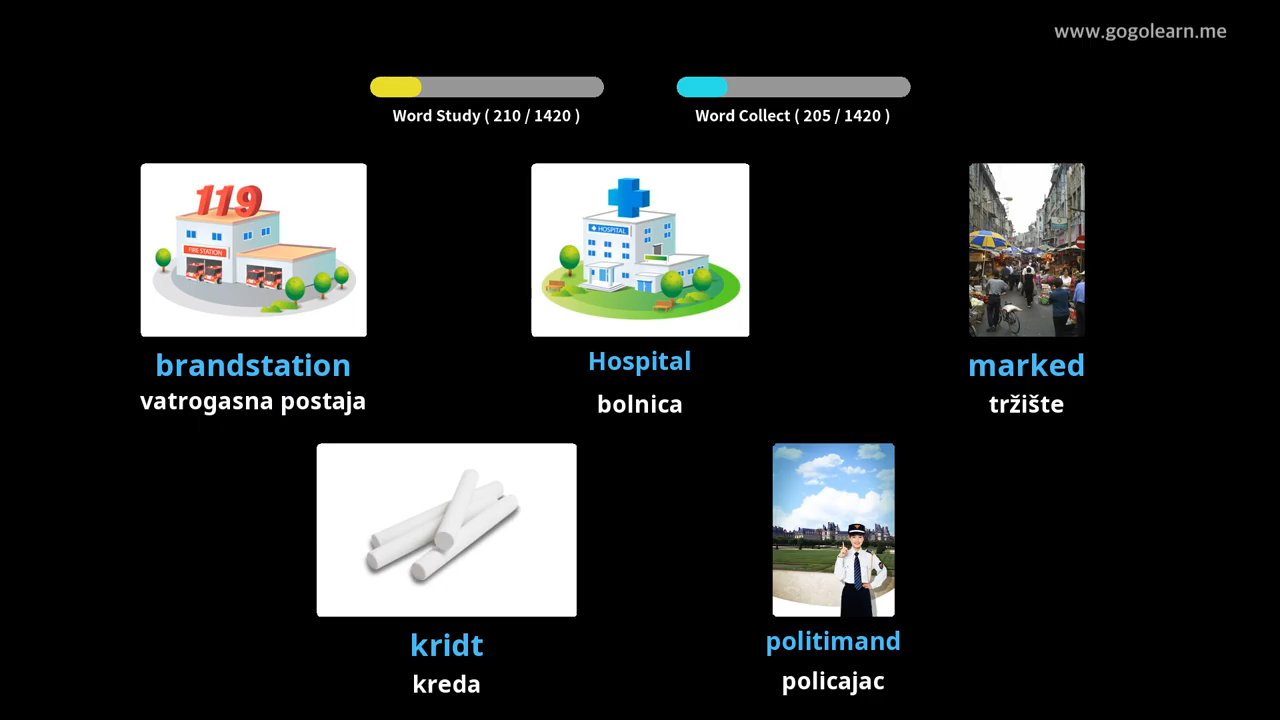 www.gogolearn.me
Word Study ( 210 / 1420 )
Word Collect ( 205 / 1420 )
119
FIRE STATION
HOSPITAL
brandstation
Hospital
marked
vatrogasna postaja
bolnica
tržište
kridt
politimand
kreda
policajac